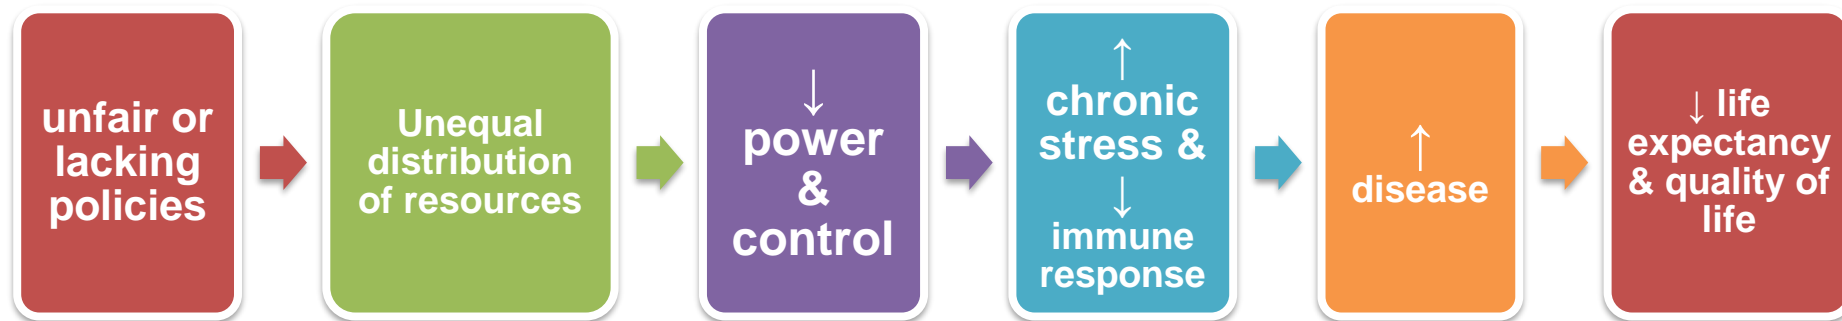 unfair or
lacking
policies
Unequal
distribution
of resources
↓
power
&
control
↑
chronic
stress &
↓
immune
response
↑
disease
↓ life
expectancy
& quality of
life